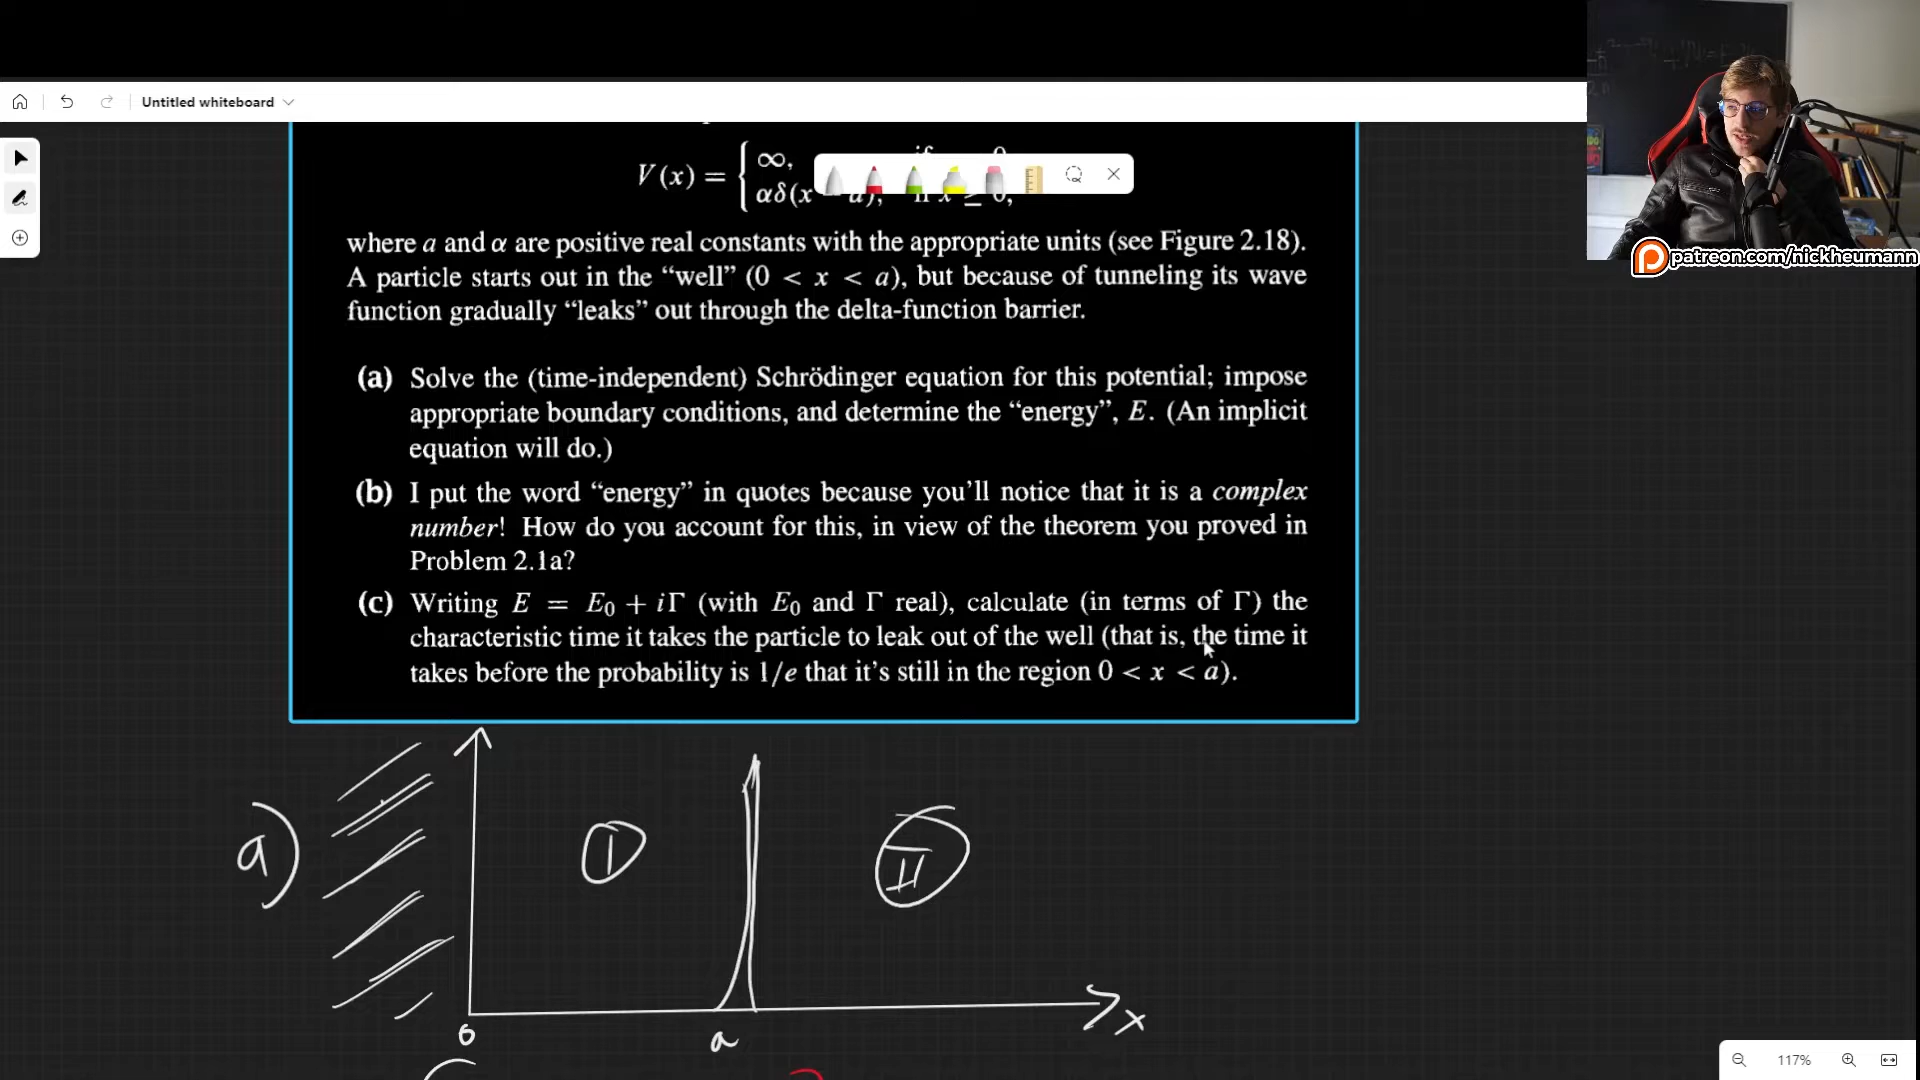 Untitled whiteboard
V(x) = { ∞,
αδ(x
where a and α are positive real constants with the appropriate units (see Figure 2.18).
A particle starts out in the “well” (0 < x < a), but because of tunneling its wave
function gradually “leaks” out through the delta-function barrier.
(a) Solve the (time-independent) Schrödinger equation for this potential; impose
appropriate boundary conditions, and determine the “energy”, E. (An implicit
equation will do.)
(b) I put the word “energy” in quotes because you’ll notice that it is a complex
number! How do you account for this, in view of the theorem you proved in
Problem 2.1a?
(c) Writing E = E₀ + iΓ (with E₀ and Γ real), calculate (in terms of Γ) the
characteristic time it takes the particle to leak out of the well (that is, the time it
takes before the probability is 1/e that it’s still in the region 0 < x < a).
a)
I
II
0
a
x
patreon.com/nickheumann
117%